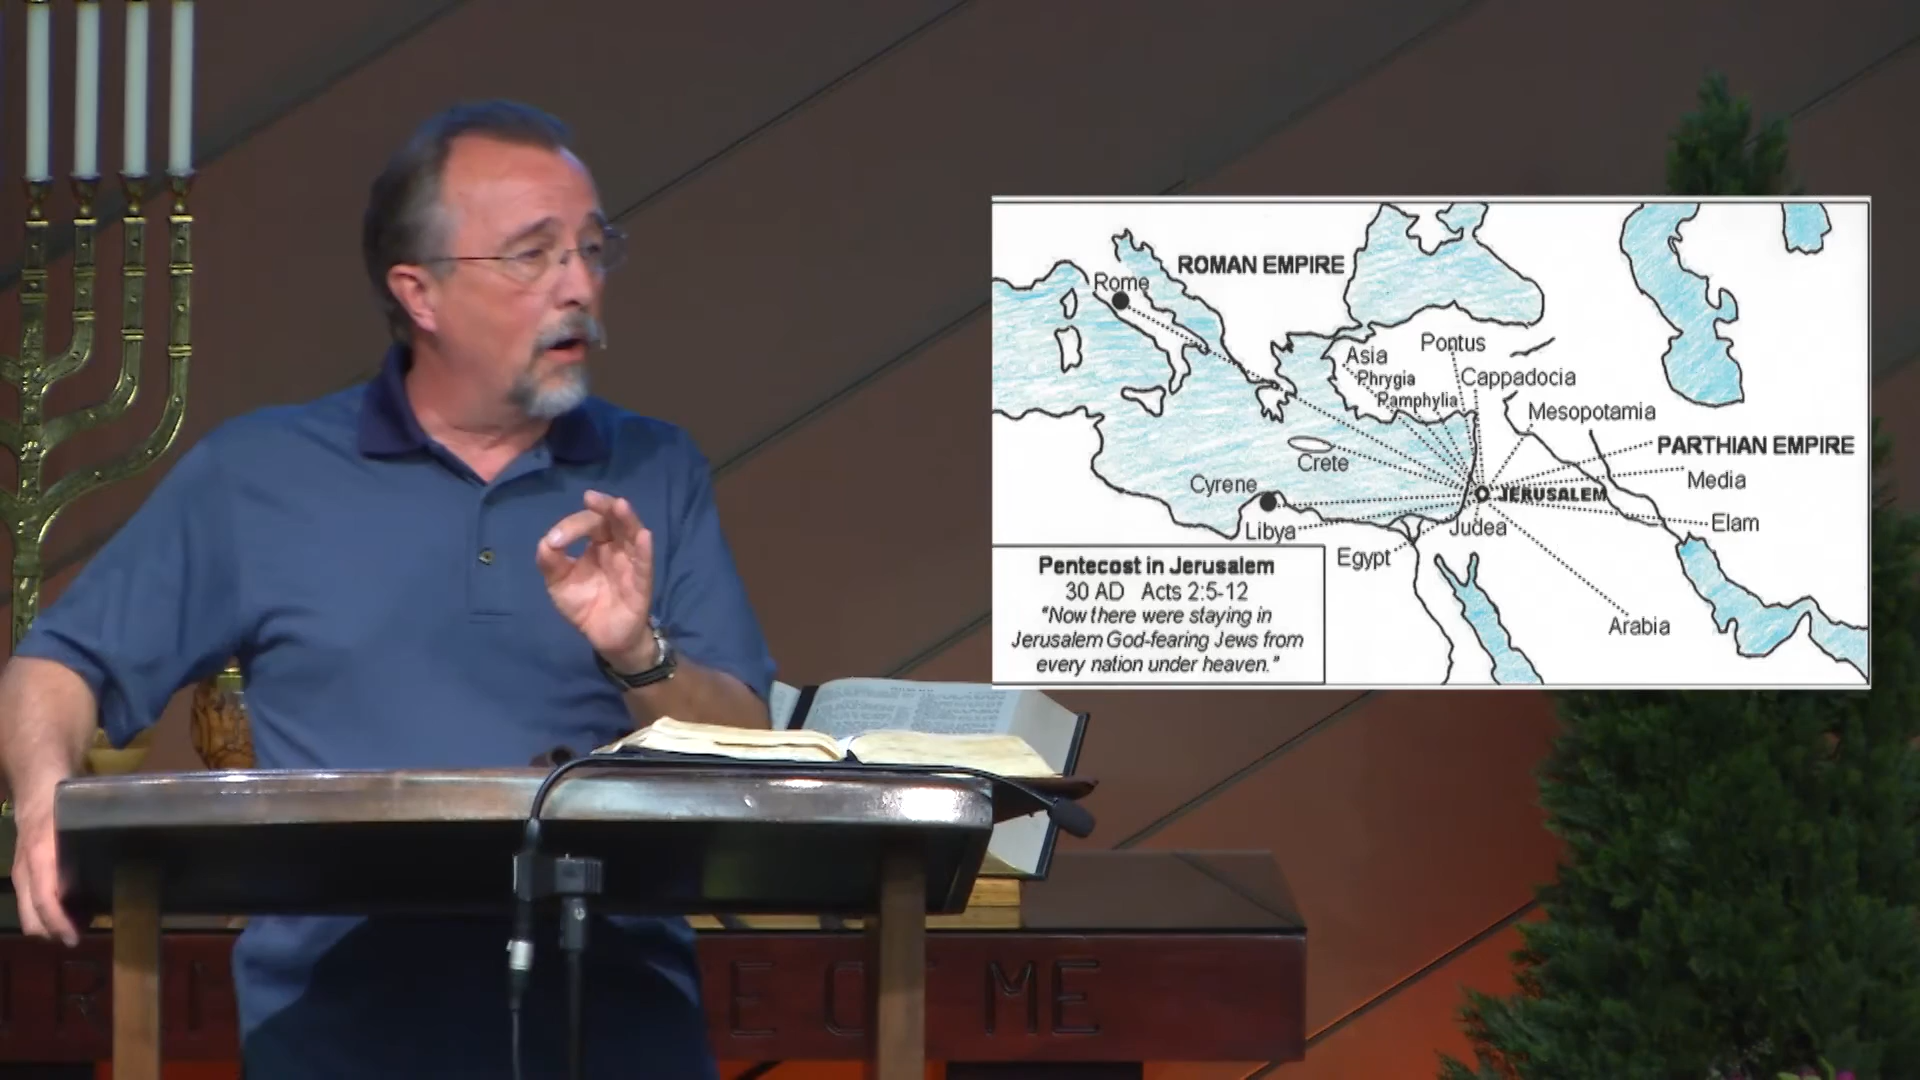 ROMAN EMPIRE
Rome
Pontus
Asia
Phrygia
Cappadocia
Pamphylia
Mesopotamia
PARTHIAN EMPIRE
Crete
Media
Cyrene
JERUSALEM
Libya
Judea
Elam
Egypt
Arabia
Pentecost in Jerusalem
30 AD Acts 2:5-12
"Now there were staying in
Jerusalem God-fearing Jews from
every nation under heaven."
ME